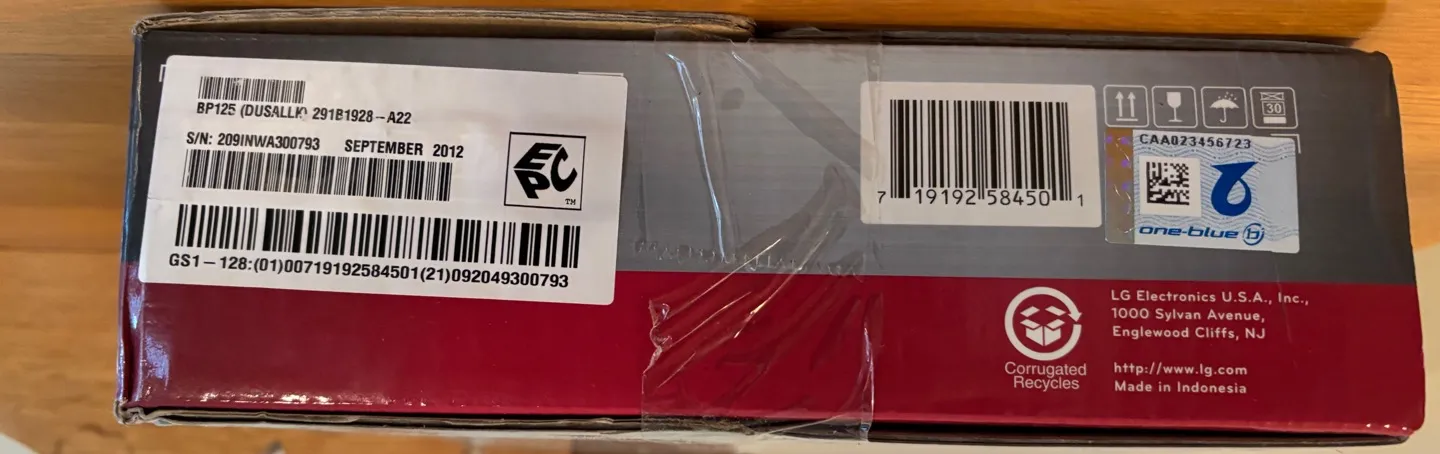 BP125 (DUSALLK) 291B1928-A22
S/N: 209INWA300793 SEPTEMBER 2012
EPC
TM
GS1-128:(01)00719192584501(21)092049300793
7 19192 58450 1
30
CAA023456723
one-blue
Corrugated
Recycles
LG Electronics U.S.A., Inc.,
1000 Sylvan Avenue,
Englewood Cliffs, NJ
http://www.lg.com
Made in Indonesia